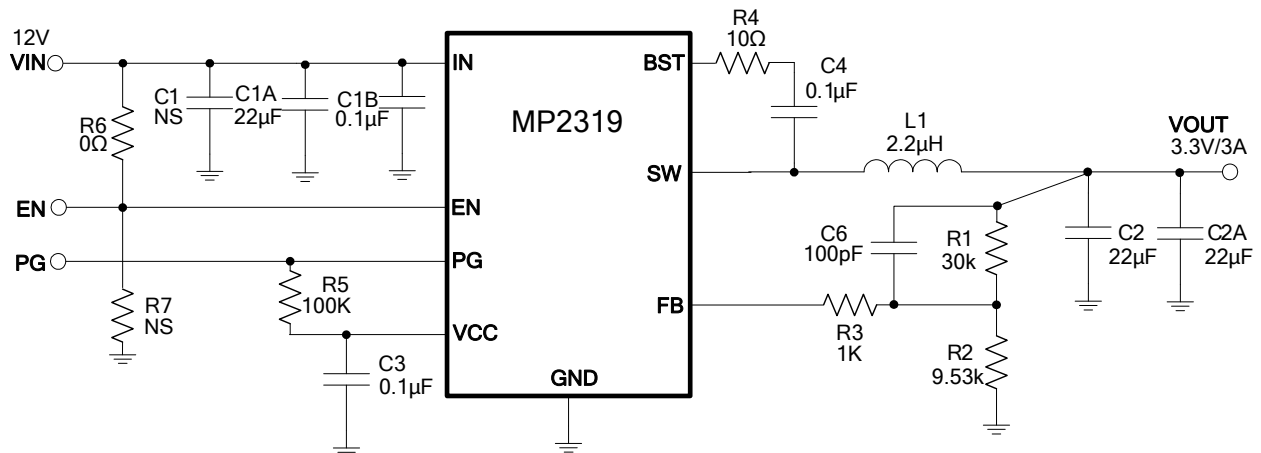 12V
VIN
R6
0Ω
C1
NS
C1A
22µF
C1B
0.1µF
EN
PG
R7
NS
R5
100K
C3
0.1µF
IN
EN
PG
VCC
MP2319
BST
SW
FB
GND
R4
10Ω
C4
0.1µF
L1
2.2µH
VOUT
3.3V/3A
C6
100pF
R1
30k
C2
22µF
C2A
22µF
R3
1K
R2
9.53k